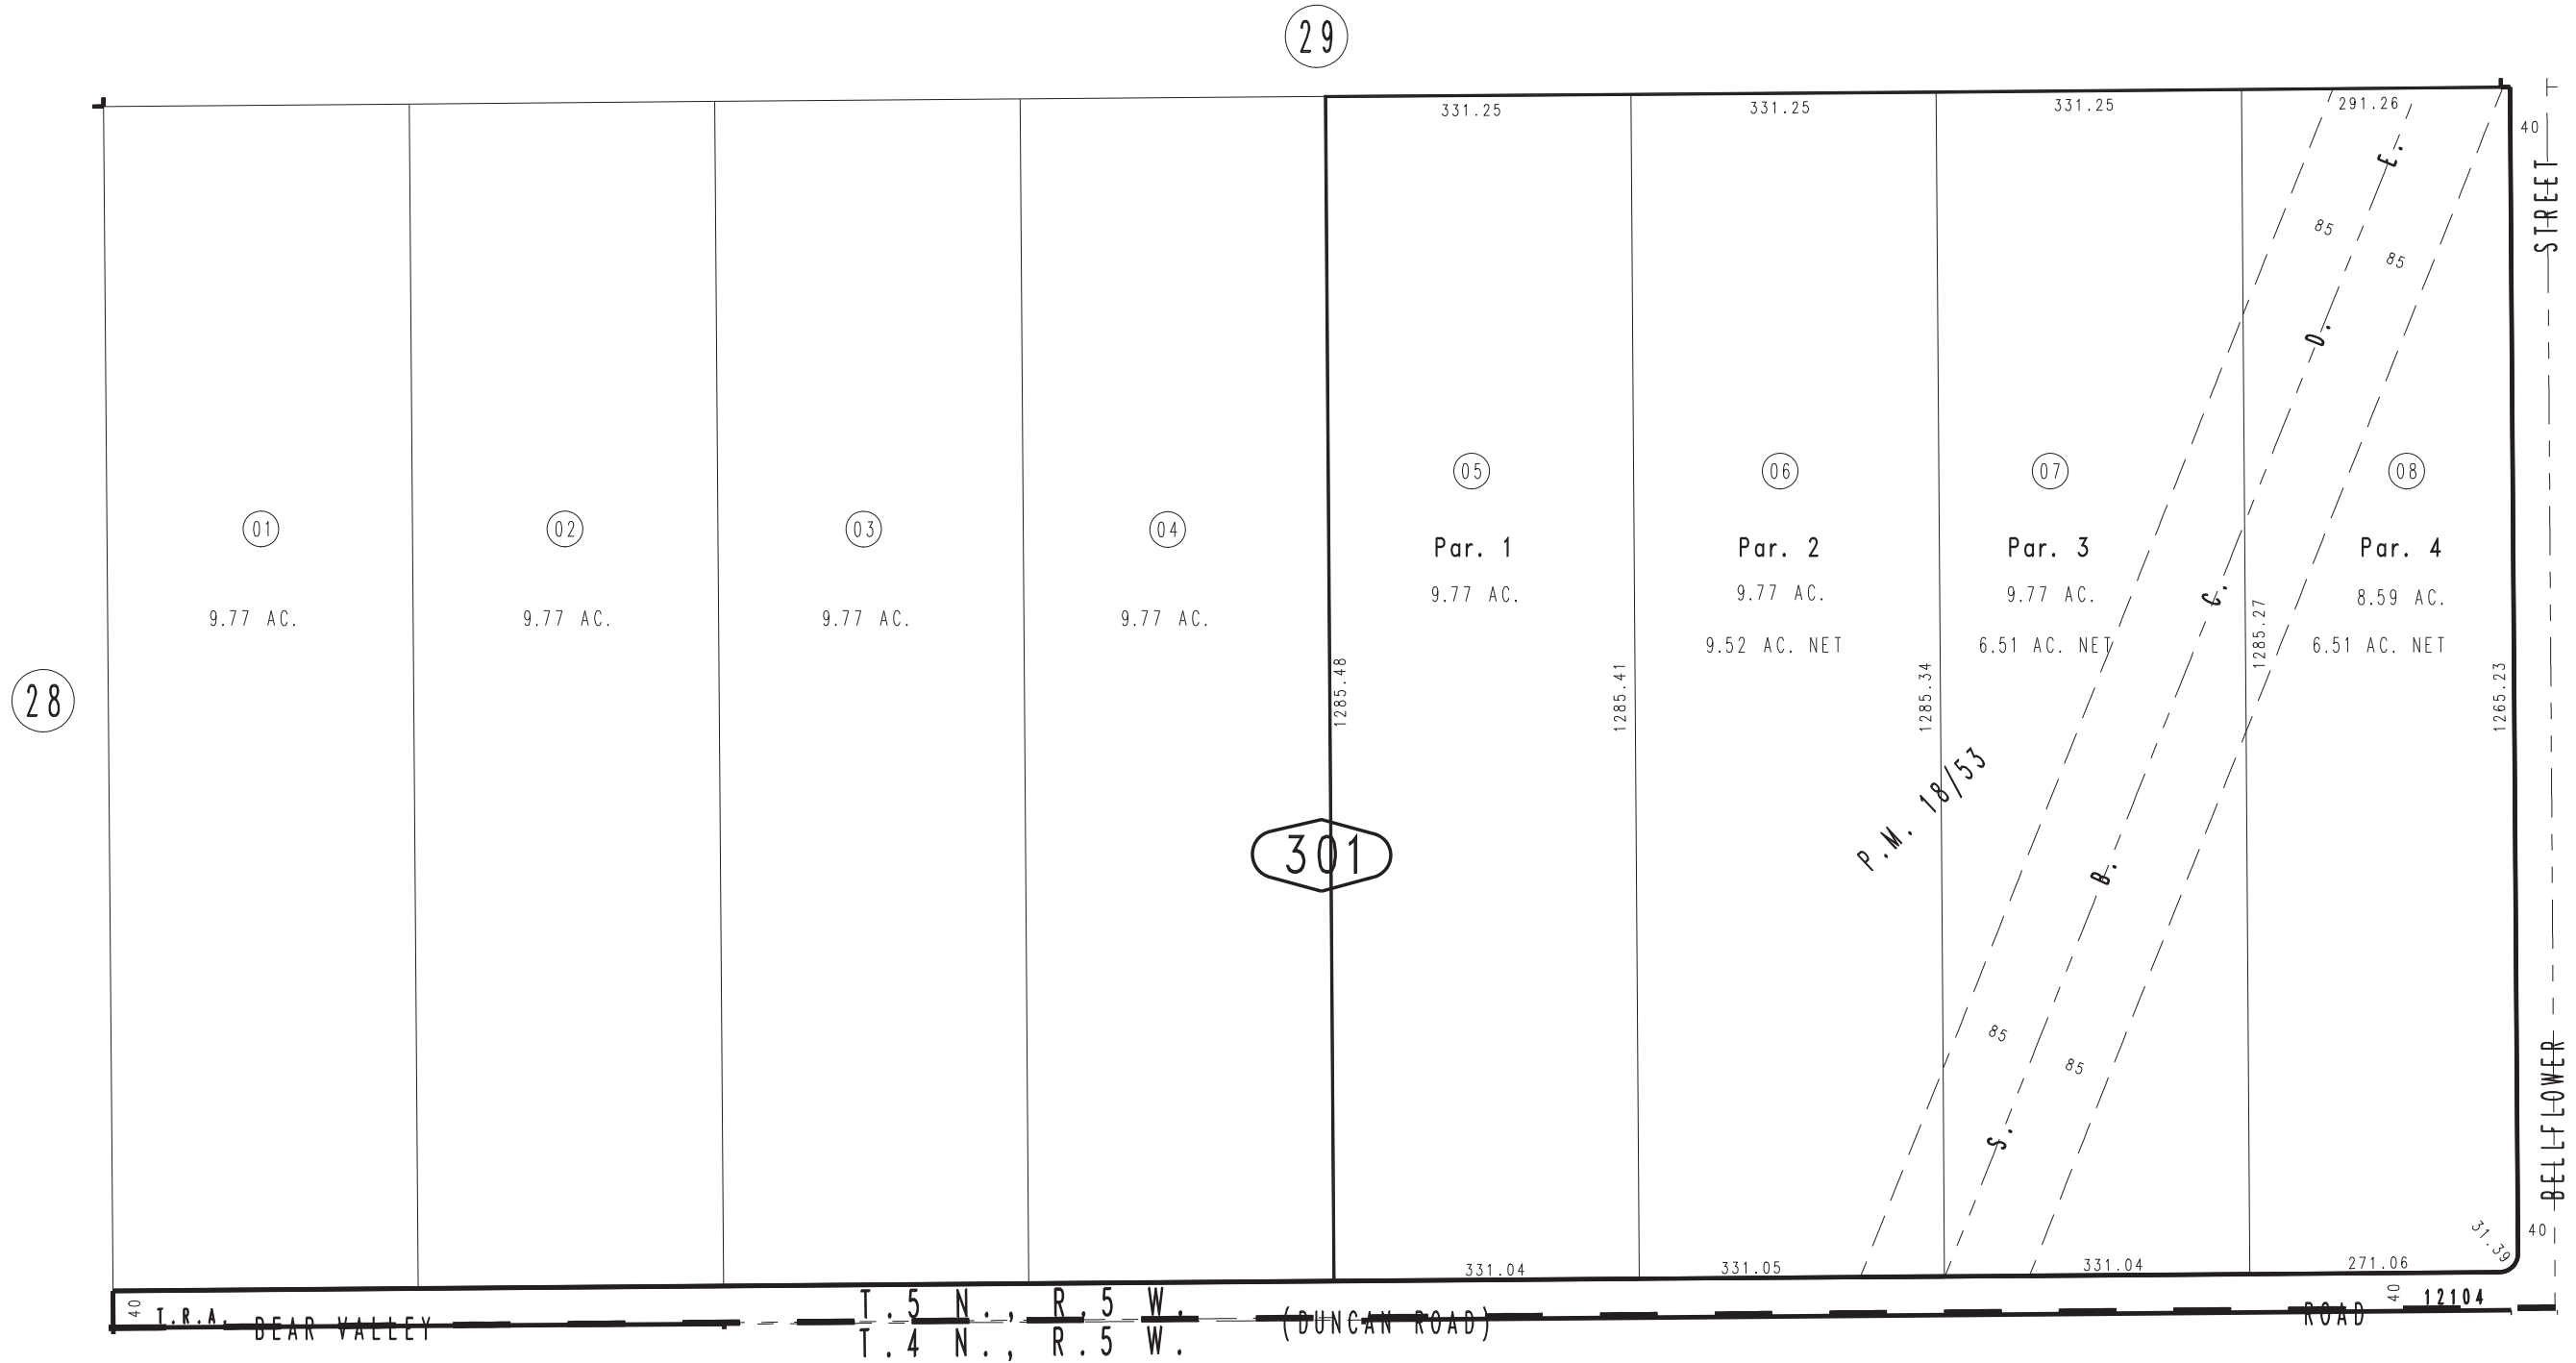 29
331.25
331.25
331.25
291.26
40
STREET
E.
85
85
D.
05
06
07
08
01
02
03
04
Par. 1
Par. 2
Par. 3
Par. 4
9.77 AC.
9.77 AC.
9.77 AC.
8.59 AC.
C.
9.77 AC.
9.77 AC.
9.77 AC.
9.77 AC.
9.52 AC. NET
6.51 AC. NET
6.51 AC. NET
1285.27
28
1285.48
1285.41
1285.34
1265.23
P.M. 18/53
301
B.
85
85
S.
BELLFLOWER
40
31.39
331.04
331.05
331.04
271.06
40
T.R.A.
40
12104
T.5 N., R.5 W.
BEAR VALLEY
(DUNCAN ROAD)
ROAD
T.4 N., R.5 W.